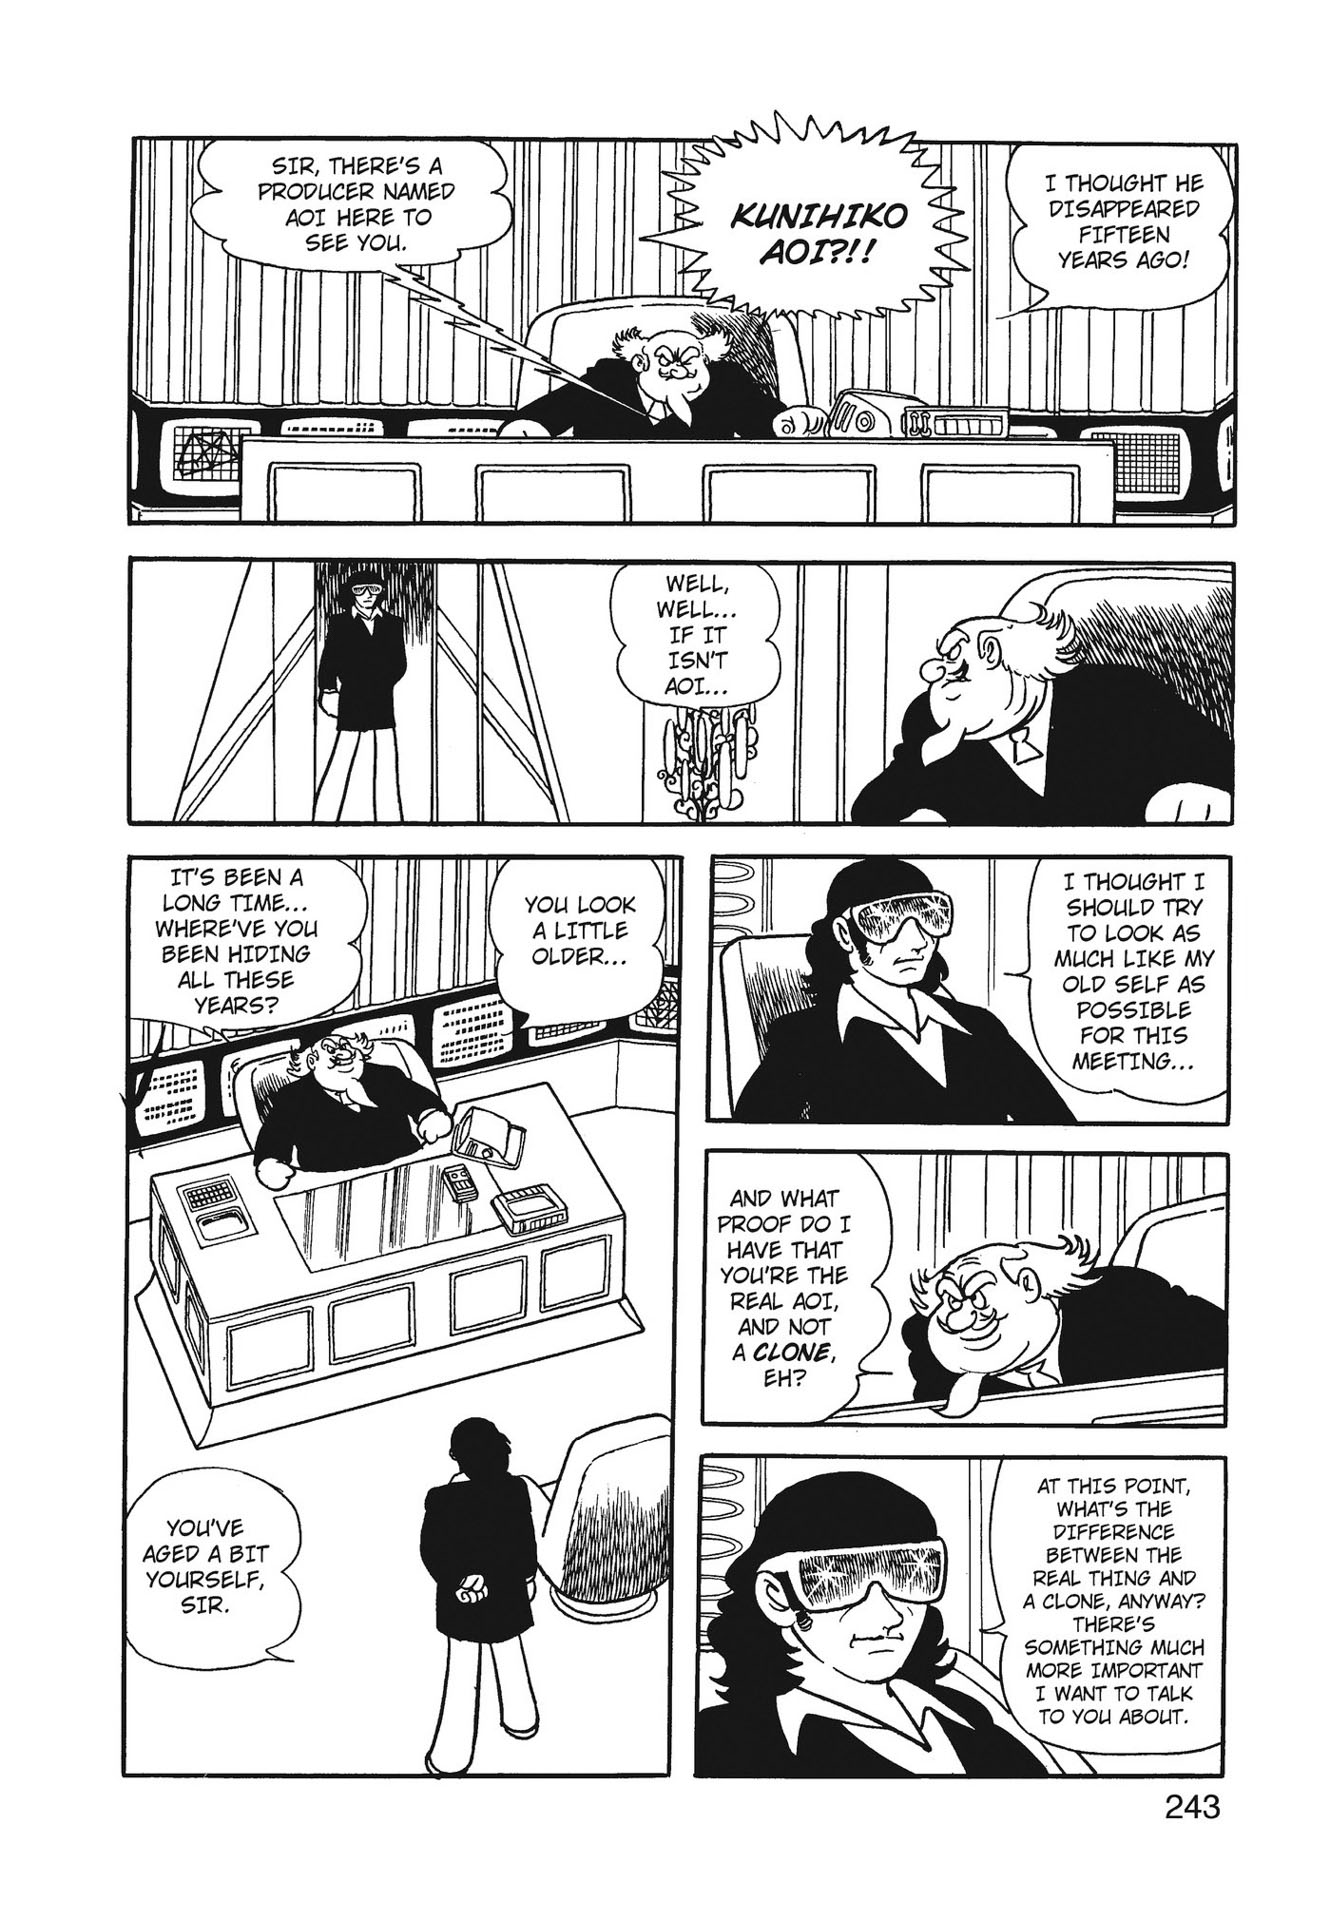 SIR, THERE'S A
PRODUCER NAMED
AOI HERE TO
SEE YOU.
KUNIHIKO
AOI?!!
I THOUGHT HE
DISAPPEARED
FIFTEEN
YEARS AGO!
WELL,
WELL...
IF IT
ISN'T
AOI...
IT'S BEEN A
LONG TIME...
WHERE'VE YOU
BEEN HIDING
ALL THESE
YEARS?
YOU LOOK
A LITTLE
OLDER...
YOU'VE
AGED A BIT
YOURSELF,
SIR.
I THOUGHT I
SHOULD TRY
TO LOOK AS
MUCH LIKE MY
OLD SELF AS
POSSIBLE
FOR THIS
MEETING...
AND WHAT
PROOF DO I
HAVE THAT
YOU'RE THE
REAL AOI,
AND NOT
A CLONE,
EH?
AT THIS POINT,
WHAT'S THE
DIFFERENCE
BETWEEN THE
REAL THING AND
A CLONE, ANYWAY?
THERE'S
SOMETHING MUCH
MORE IMPORTANT
I WANT TO TALK
TO YOU ABOUT.
243